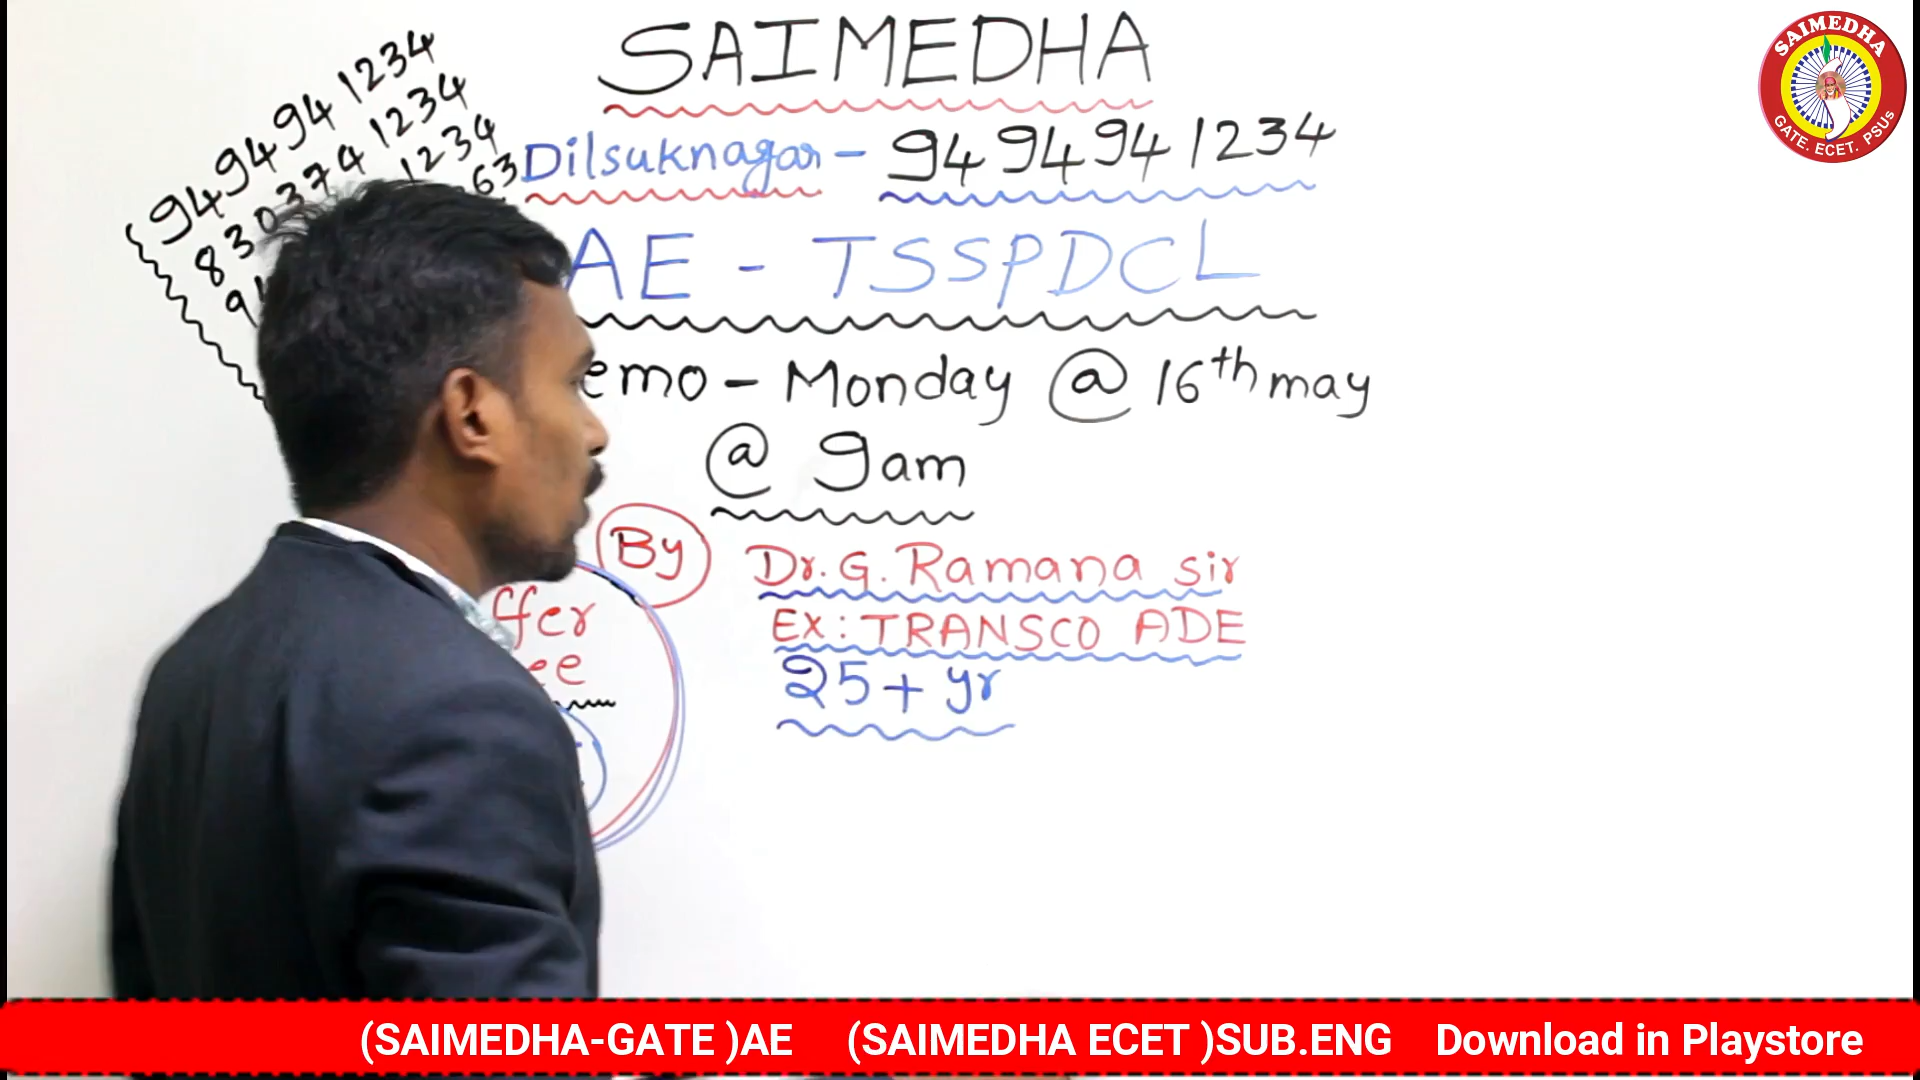 SAIMEDHA
Dilsuknagar - 9494941234
9494941234
8303741234
1234
63
AE - TSSPDCL
emo - Monday @ 16th may
@ 9am
By Dr. G. Ramana sir
Ex: TRANSCO ADE
25+ yr
ffer
ee
SAIMEDHA
GATE. ECET. PSUs
(SAIMEDHA-GATE )AE (SAIMEDHA ECET )SUB.ENG Download in Playstore